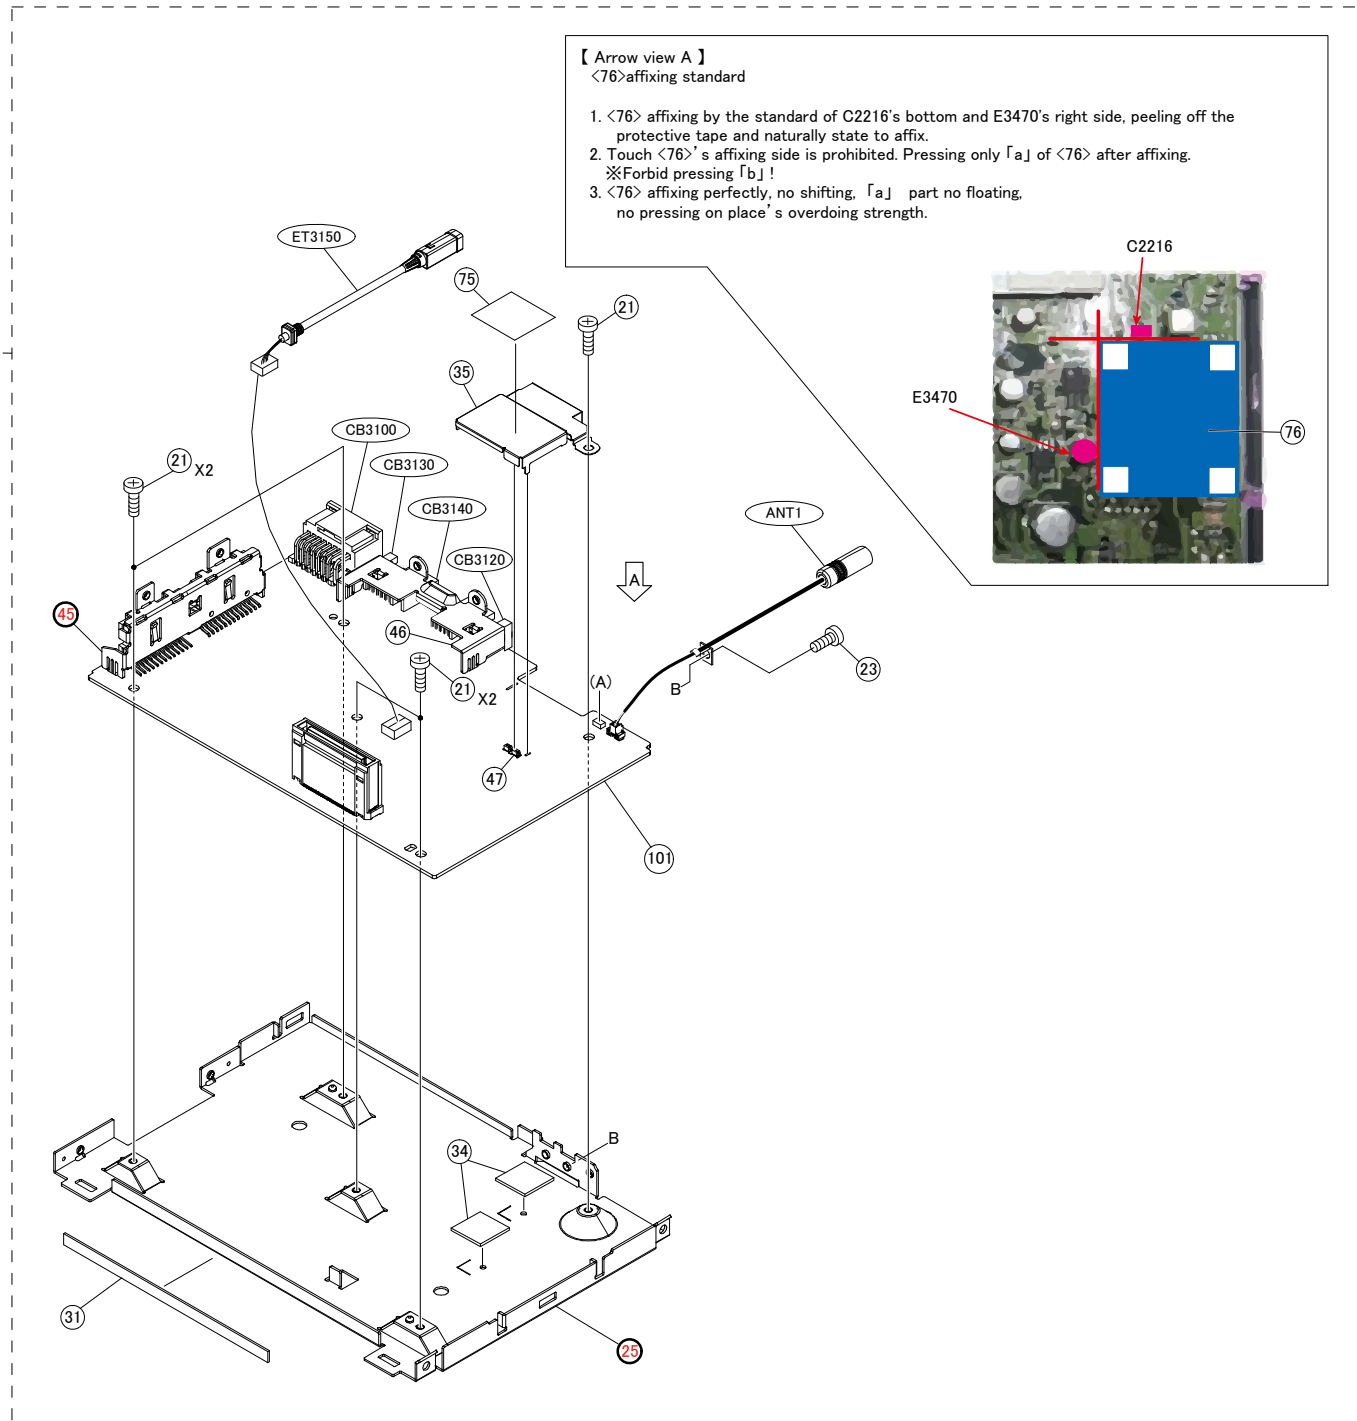 【 Arrow view A 】
<76>affixing standard
1. <76> affixing by the standard of C2216's bottom and E3470's right side, peeling off the
protective tape and naturally state to affix.
2. Touch <76>’s affixing side is prohibited. Pressing only「a」of <76> after affixing.
※Forbid pressing「b」!
3. <76> affixing perfectly, no shifting, 「a」 part no floating,
no pressing on place’s overdoing strength.
C2216
E3470
76
ET3150
75
21
35
CB3100
21 X2
CB3130
CB3140
ANT1
CB3120
A
45
46
23
21 X2
(A)
B
47
101
B
34
31
25